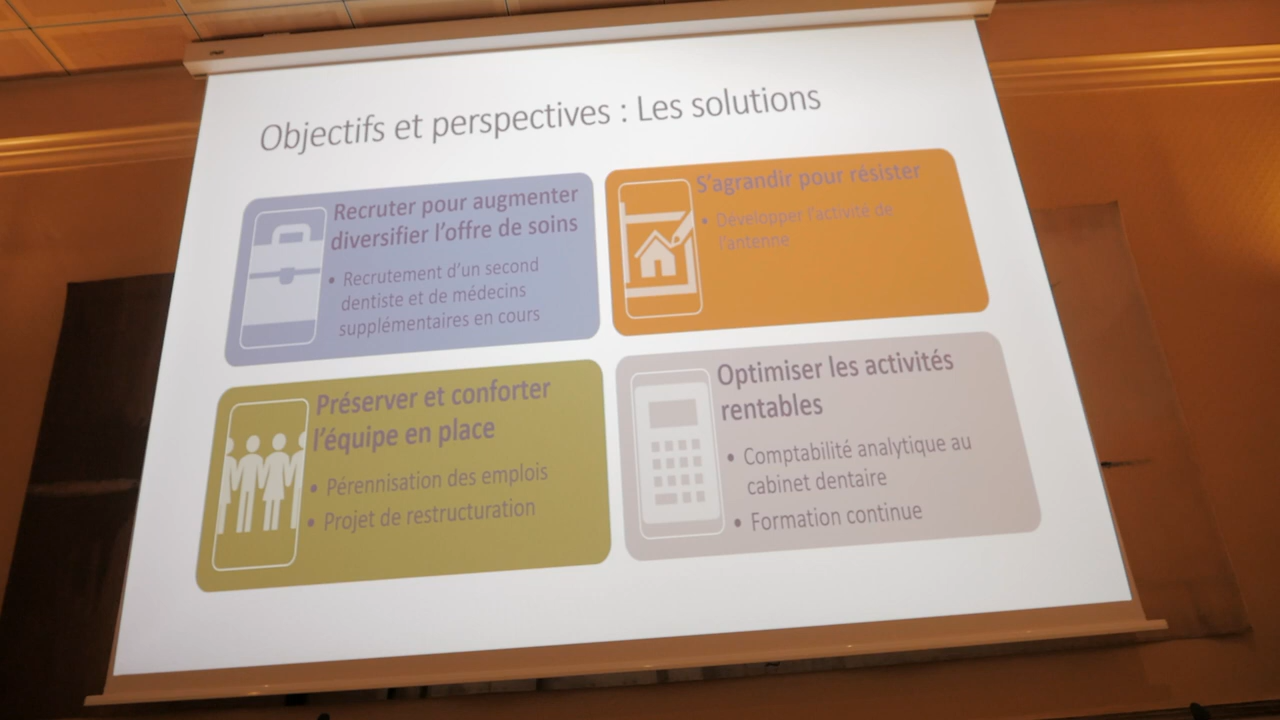 Objectifs et perspectives : Les solutions
Recruter pour augmenter
diversifier l'offre de soins
• Recrutement d'un second
dentiste et de médecins
supplémentaires en cours
S'agrandir pour résister
• Développer l'activité de
l'antenne
Préserver et conforter
l'équipe en place
• Pérennisation des emplois
• Projet de restructuration
Optimiser les activités
rentables
• Comptabilité analytique au
cabinet dentaire
• Formation continue